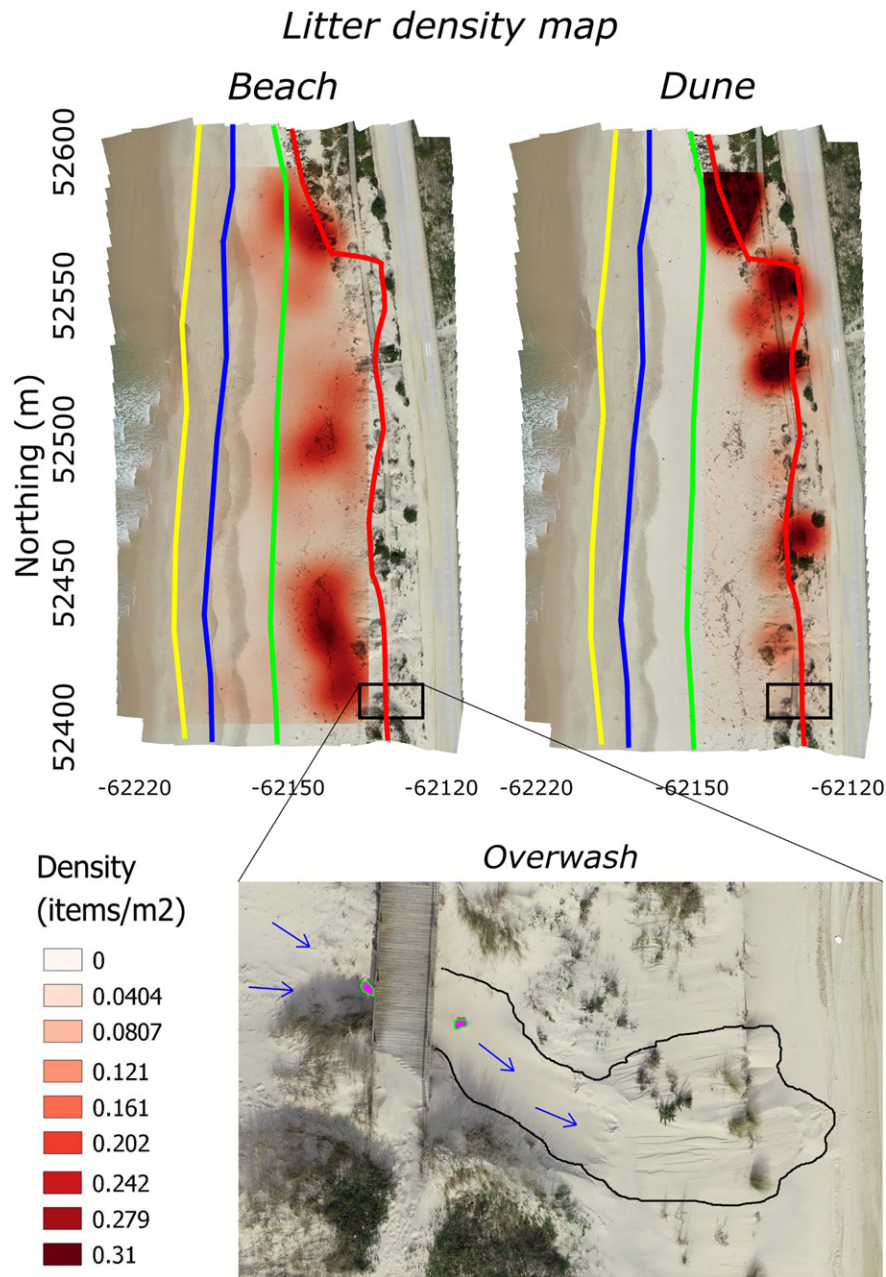 Litter density map
Beach
Dune
Northing (m)
52600
52550
52500
52450
52400
-62220
-62150
-62120
-62220
-62150
-62120
Overwash
Density
(items/m2)
0
0.0404
0.0807
0.121
0.161
0.202
0.242
0.279
0.31